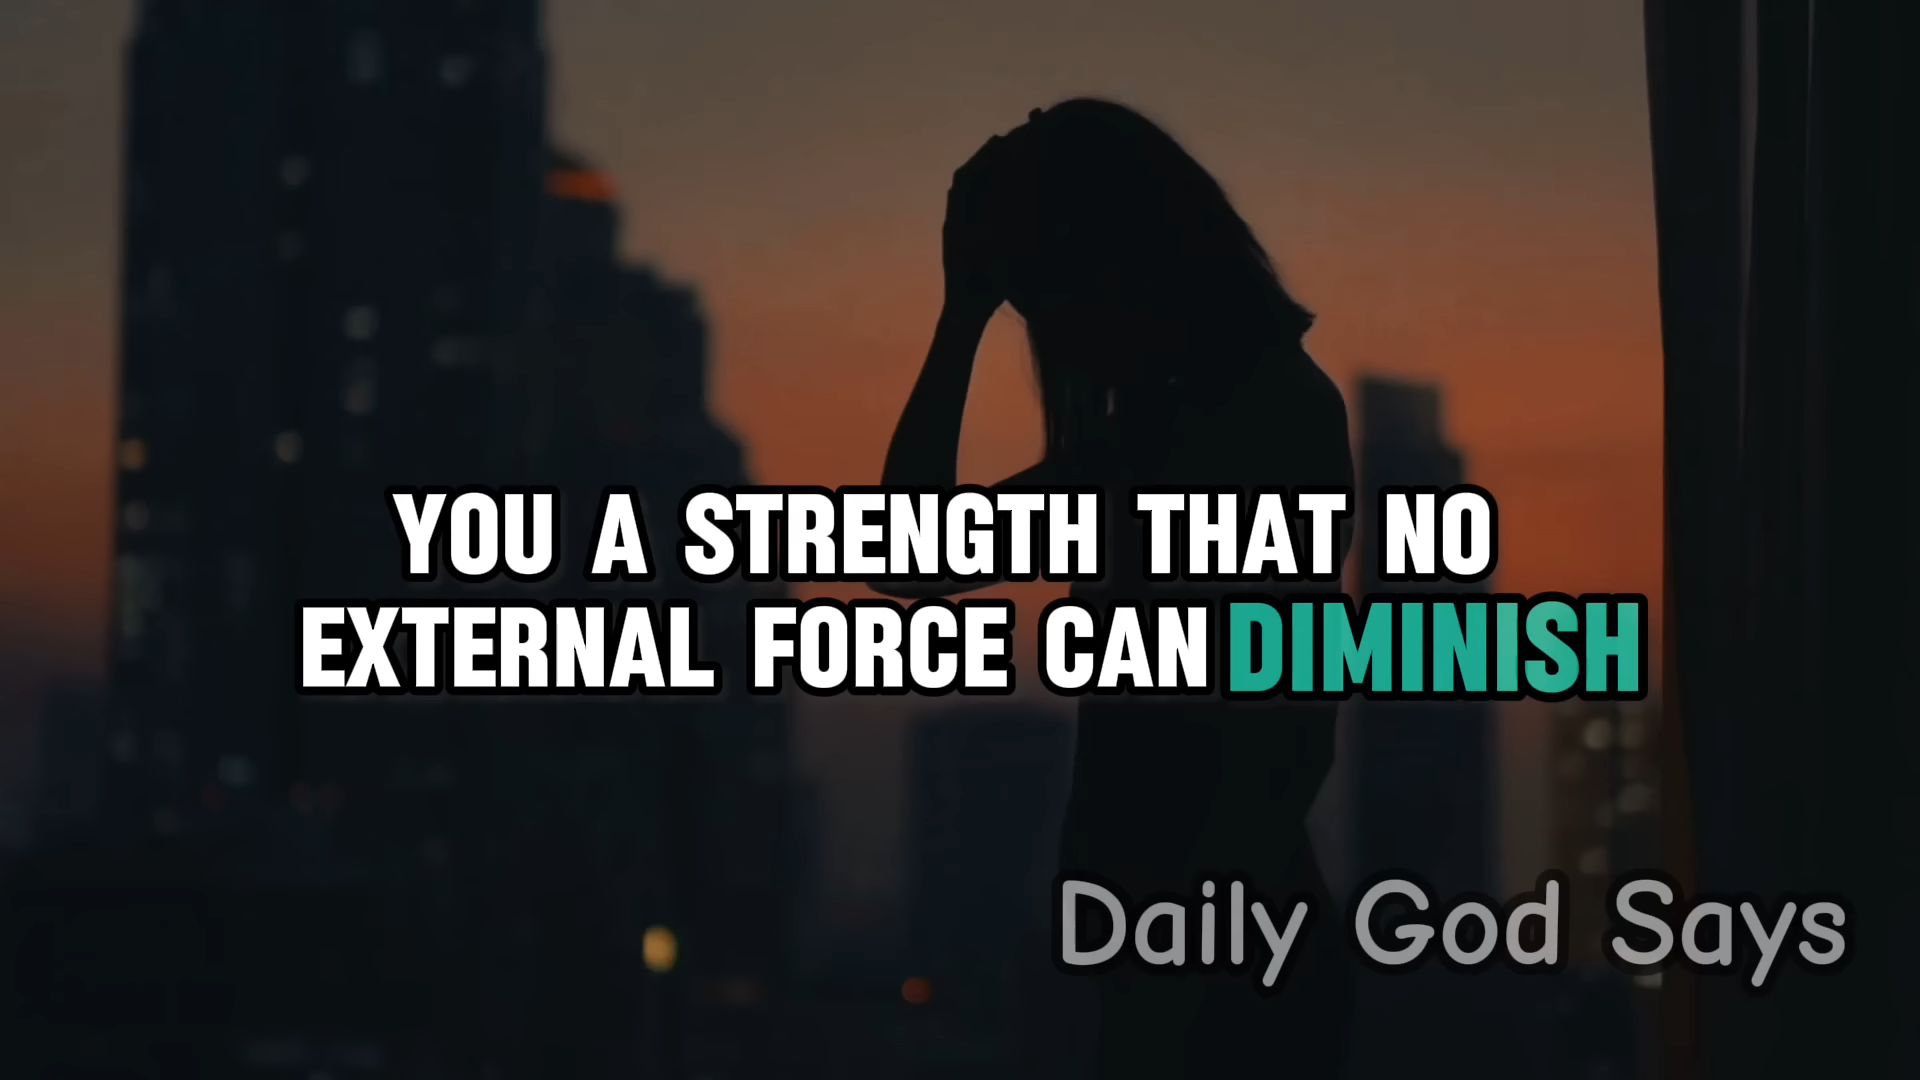 YOU A STRENGTH THAT NO
EXTERNAL FORCE CAN DIMINISH
Daily God Says